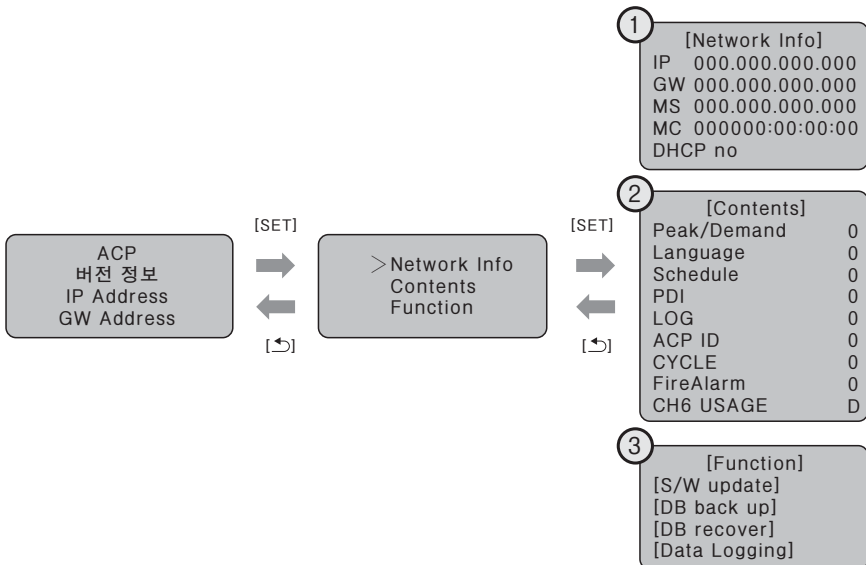 ACP
버전 정보
IP Address
GW Address
[SET]
[⮌]
>Network Info
Contents
Function
[SET]
[⮌]
1
[Network Info]
IP 000.000.000.000
GW 000.000.000.000
MS 000.000.000.000
MC 000000:00:00:00
DHCP no
2
[Contents]
Peak/Demand 0
Language 0
Schedule 0
PDI 0
LOG 0
ACP ID 0
CYCLE 0
FireAlarm 0
CH6 USAGE D
3
[Function]
[S/W update]
[DB back up]
[DB recover]
[Data Logging]